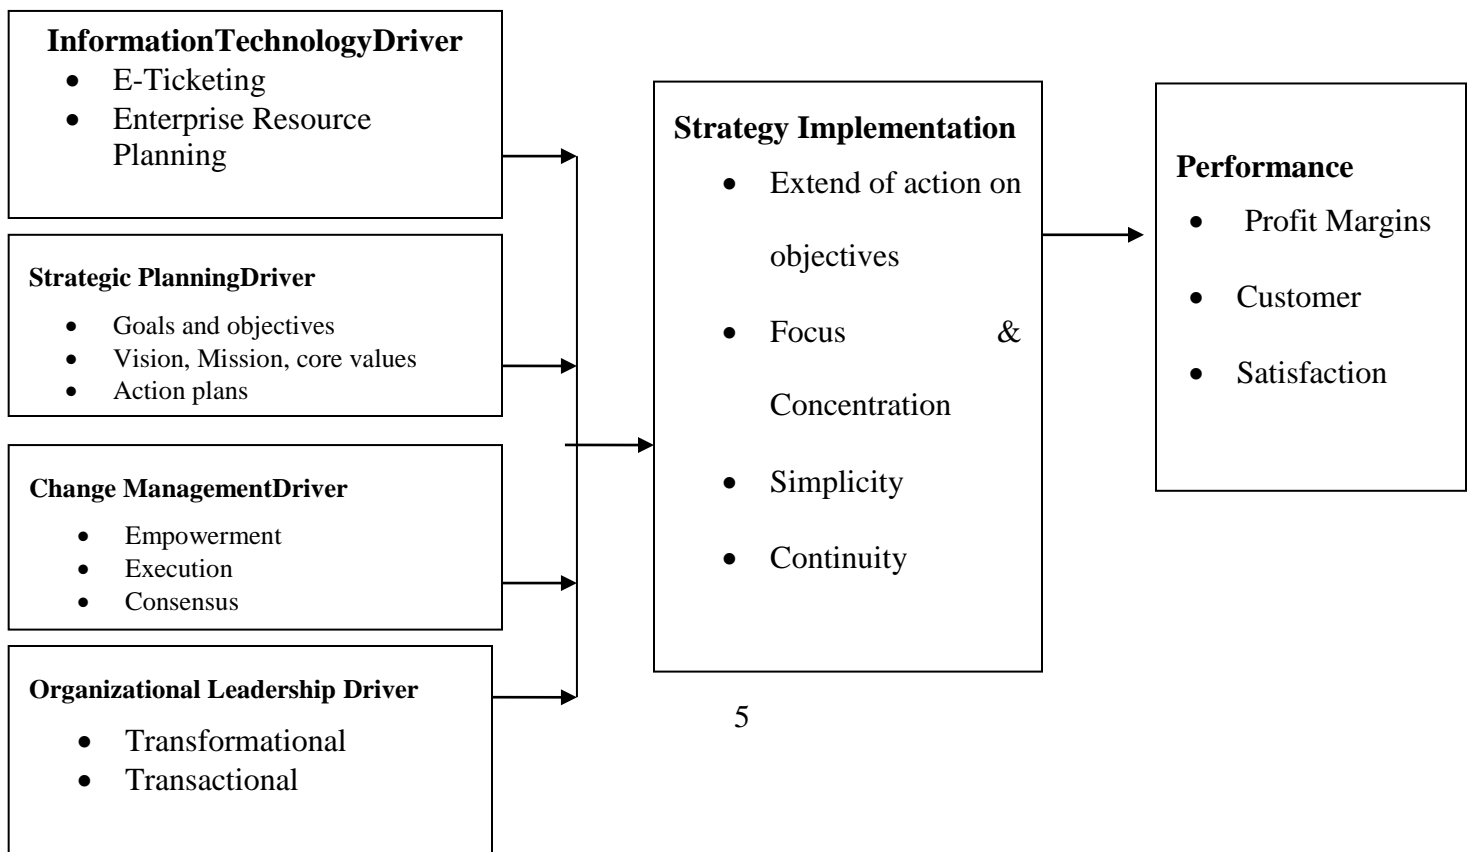 InformationTechnologyDriver
• E-Ticketing
• Enterprise Resource
Planning
Strategic PlanningDriver
• Goals and objectives
• Vision, Mission, core values
• Action plans
Change ManagementDriver
• Empowerment
• Execution
• Consensus
Organizational Leadership Driver
• Transformational
• Transactional
Strategy Implementation
• Extend of action on
objectives
• Focus &
Concentration
• Simplicity
• Continuity
5
Performance
• Profit Margins
• Customer
• Satisfaction